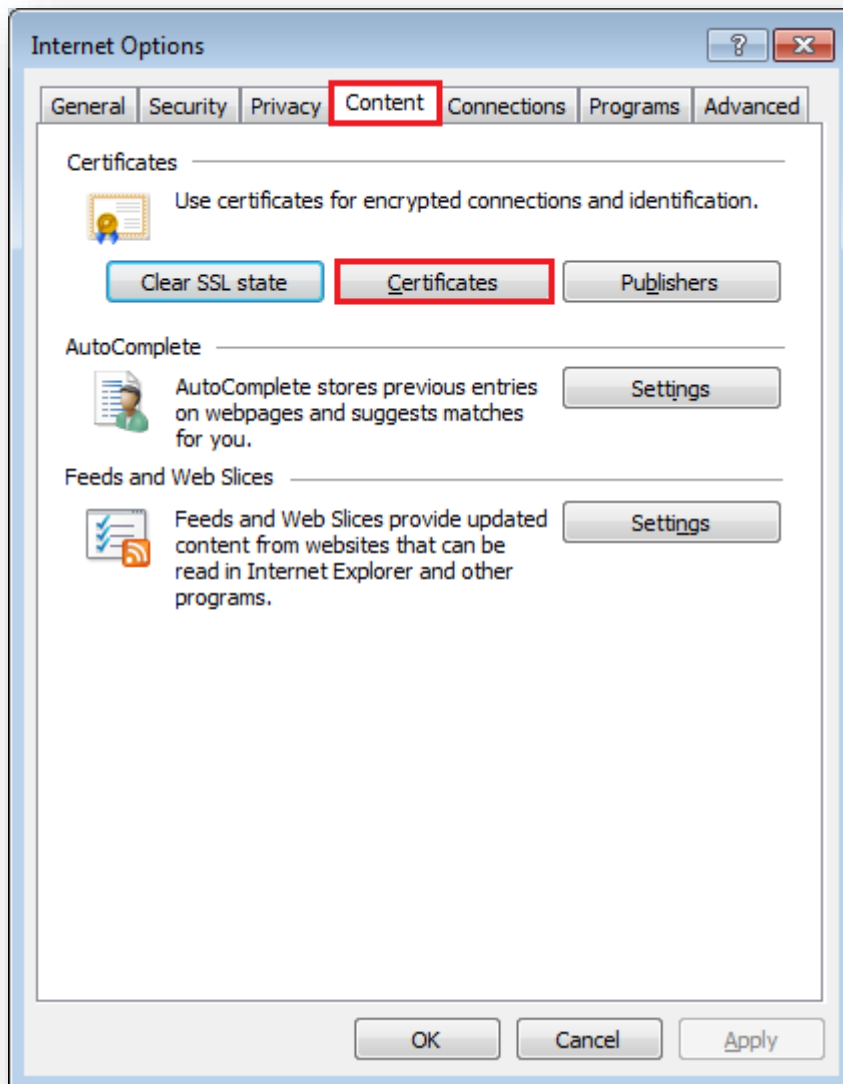 Internet Options
?
General Security Privacy Content Connections Programs Advanced
Certificates
Use certificates for encrypted connections and identification.
Clear SSL state Certificates Publishers
AutoComplete
AutoComplete stores previous entries
on webpages and suggests matches
for you.
Settings
Feeds and Web Slices
Feeds and Web Slices provide updated
content from websites that can be
read in Internet Explorer and other
programs.
Settings
OK Cancel Apply